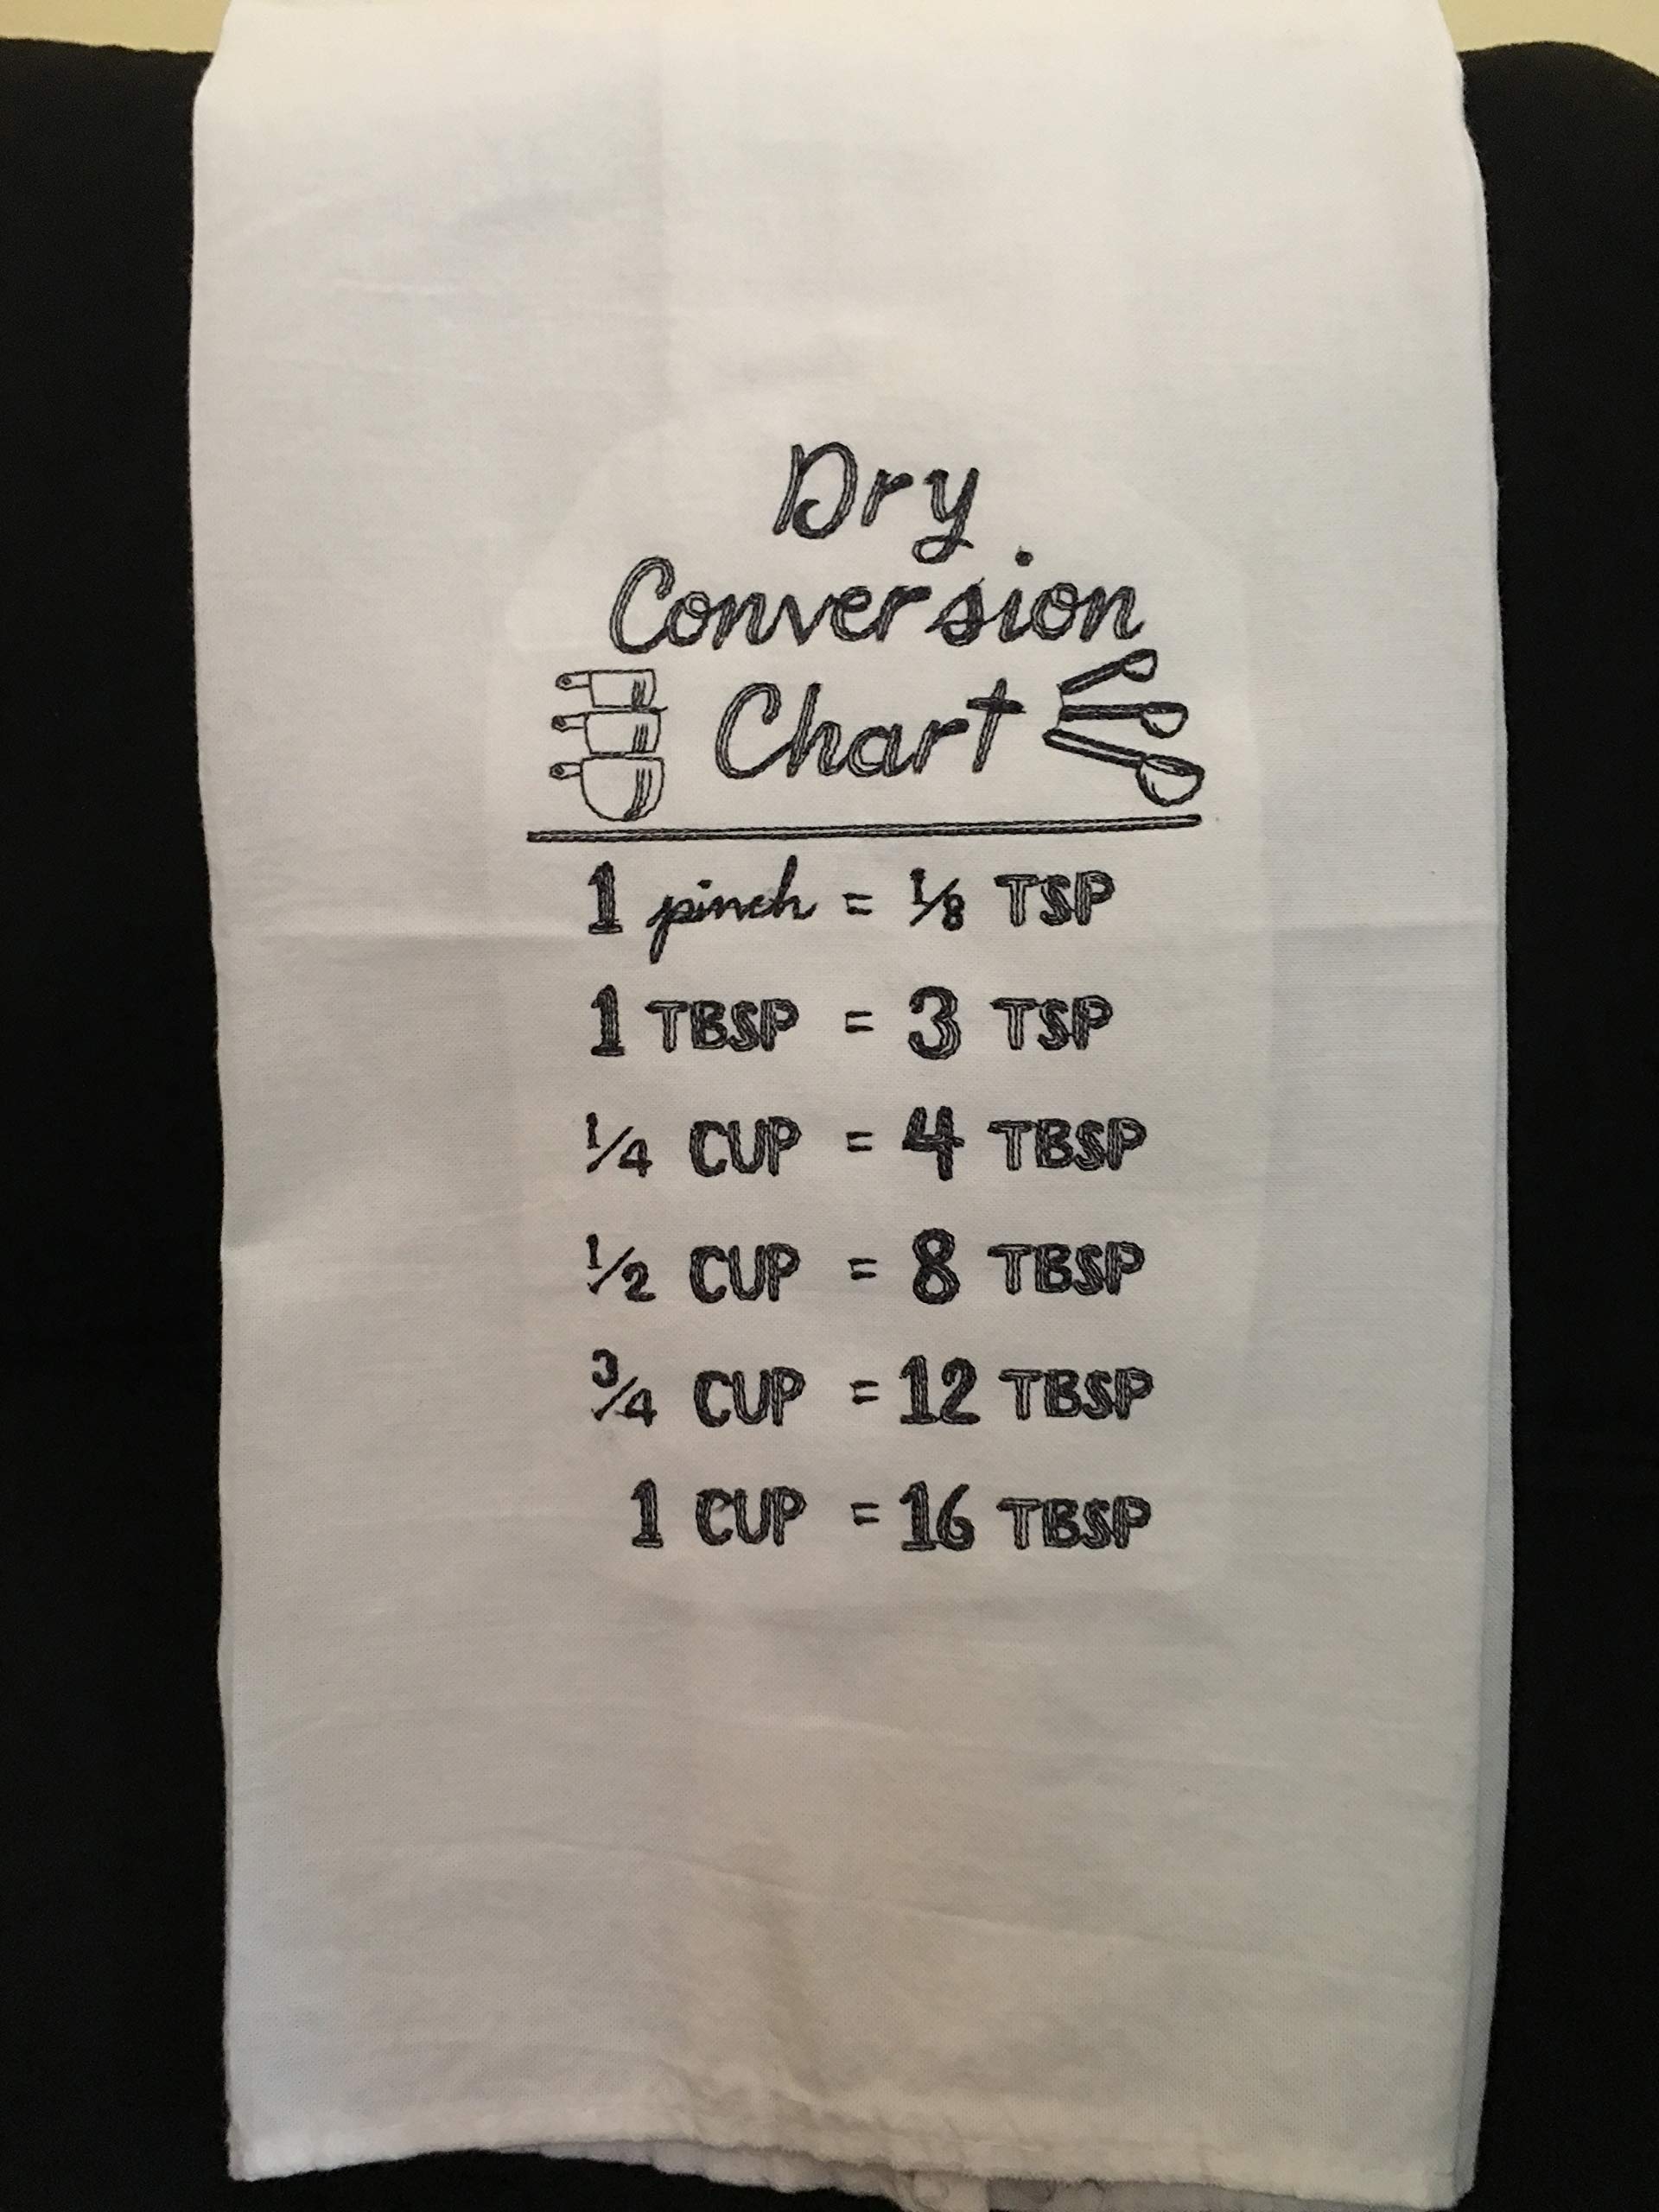 Dry
Conversion
Chart
1 pinch = 1/8 TSP
1 TBSP = 3 TSP
1/4 CUP = 4 TBSP
1/2 CUP = 8 TBSP
3/4 CUP = 12 TBSP
1 CUP = 16 TBSP